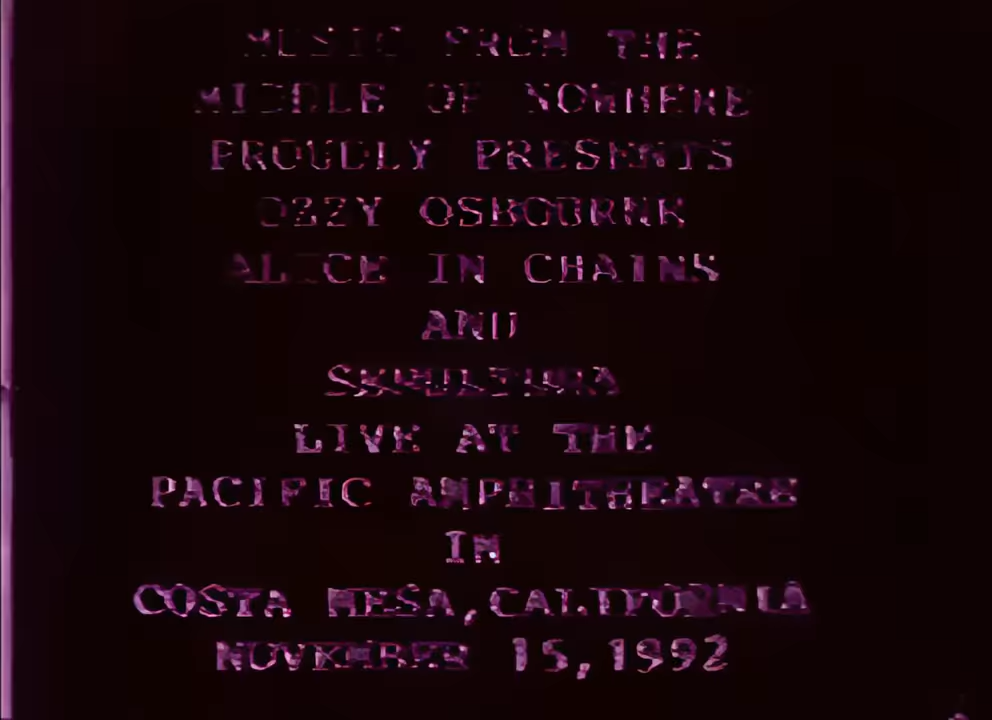 MUSIC FROM THE
MIDDLE OF NOWHERE
PROUDLY PRESENTS
OZZY OSBOURNE
ALICE IN CHAINS
AND
SEPULTURA
LIVE AT THE
PACIFIC AMPHITHEATRE
IN
COSTA MESA,CALIFORNIA
NOVEMBER 15,1992